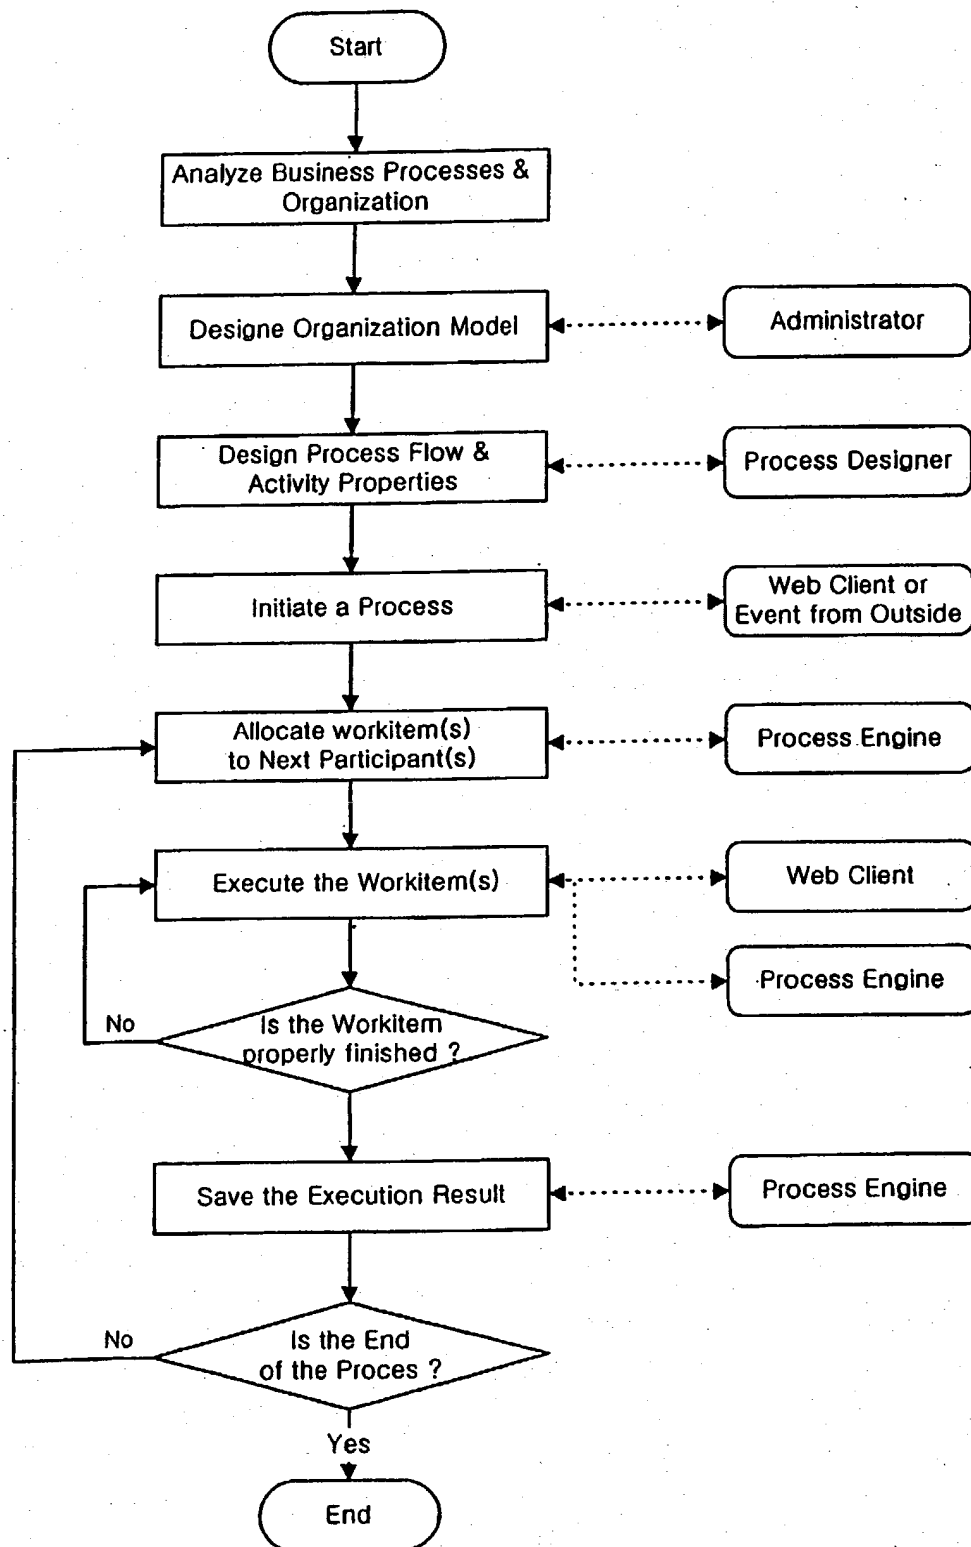 Start
Analyze Business Processes &
Organization
Designe Organization Model
Administrator
Design Process Flow &
Activity Properties
Process Designer
Initiate a Process
Web Client or
Event from Outside
Allocate workitem(s)
to Next Participant(s)
Process Engine
Execute the Workitem(s)
Web Client
Process Engine
No
Is the Workitem
properly finished ?
Save the Execution Result
Process Engine
No
Is the End
of the Proces ?
Yes
End